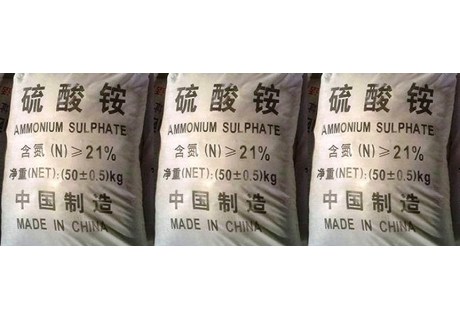 硫酸铵
AMMONIUM SULPHATE
含氮(N)≥21%
净重(NET):(50±0.5)kg
中国制造
MADE IN CHINA
硫酸铵
AMMONIUM SULPHATE
含氮(N)≥21%
净重(NET):(50±0.5)kg
中国制造
MADE IN CHINA
硫酸铵
AMMONIUM SULPHATE
含氮(N)≥21%
净重(NET):(50±0.5)kg
中国制造
MADE IN CHINA